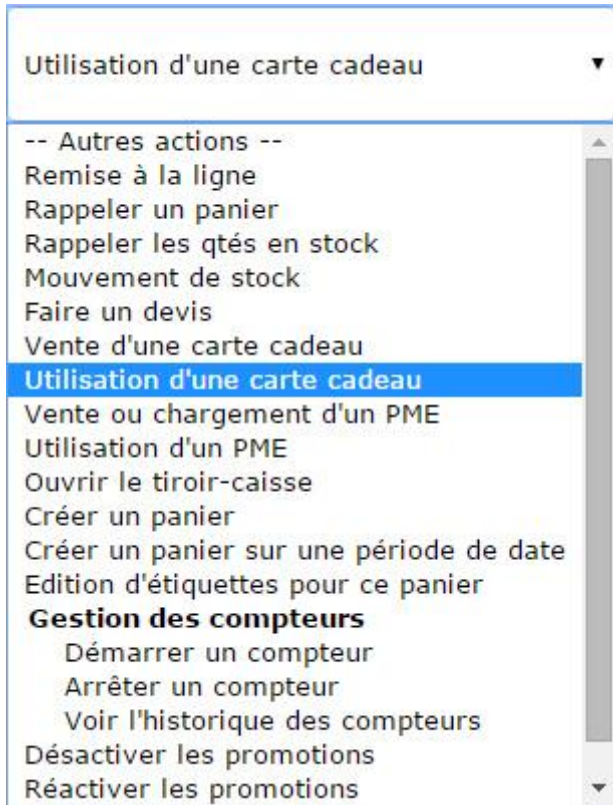 Utilisation d'une carte cadeau
-- Autres actions --
Remise à la ligne
Rappeler un panier
Rappeler les qtés en stock
Mouvement de stock
Faire un devis
Vente d'une carte cadeau
Utilisation d'une carte cadeau
Vente ou chargement d'un PME
Utilisation d'un PME
Ouvrir le tiroir-caisse
Créer un panier
Créer un panier sur une période de date
Edition d'étiquettes pour ce panier
Gestion des compteurs
Démarrer un compteur
Arrêter un compteur
Voir l'historique des compteurs
Désactiver les promotions
Réactiver les promotions